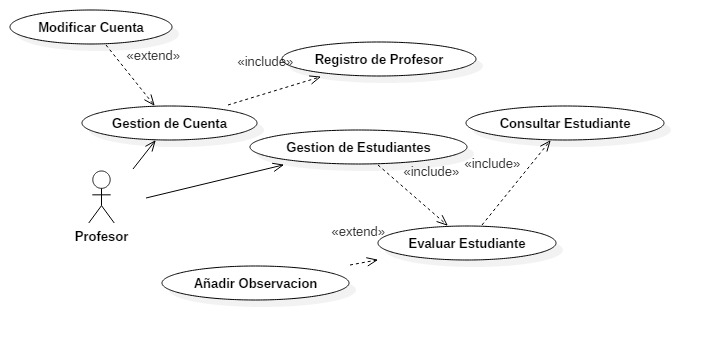 Modificar Cuenta
«extend»
«include»
Registro de Profesor
Gestion de Cuenta
Consultar Estudiante
Gestion de Estudiantes
«include»
«include»
Profesor
«extend»
Evaluar Estudiante
Añadir Observacion